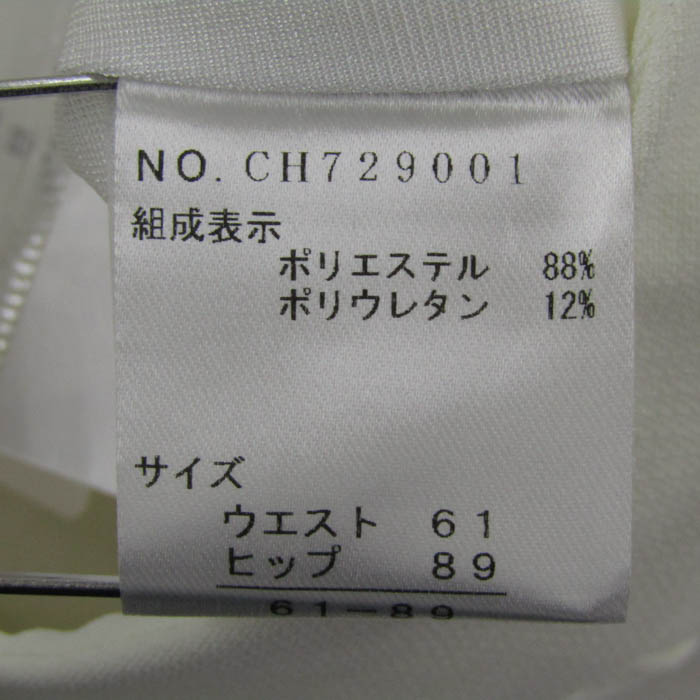 NO. CH729001
組成表示
ポリエステル 88%
ポリウレタン 12%
サイズ
ウエスト 61
ヒップ 89
61-89